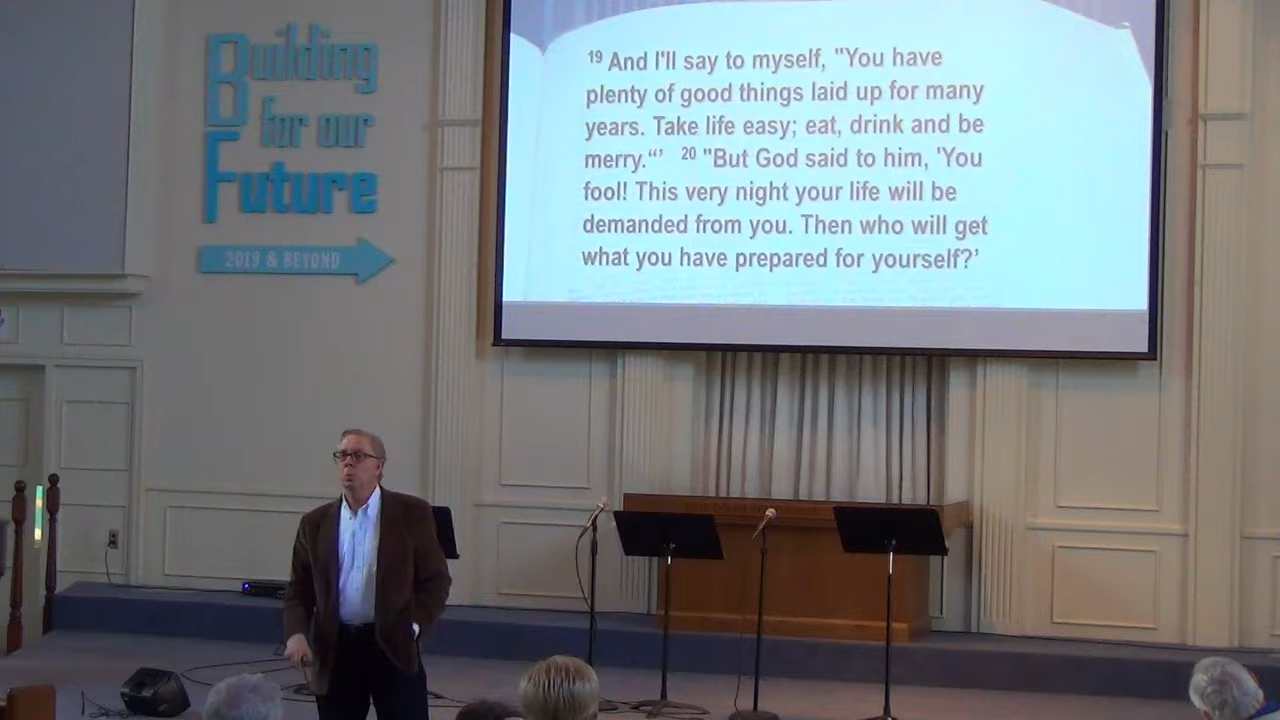 Building
for our
Future
2019 & BEYOND
19 And I'll say to myself, "You have
plenty of good things laid up for many
years. Take life easy; eat, drink and be
merry.“’ 20 "But God said to him, 'You
fool! This very night your life will be
demanded from you. Then who will get
what you have prepared for yourself?’